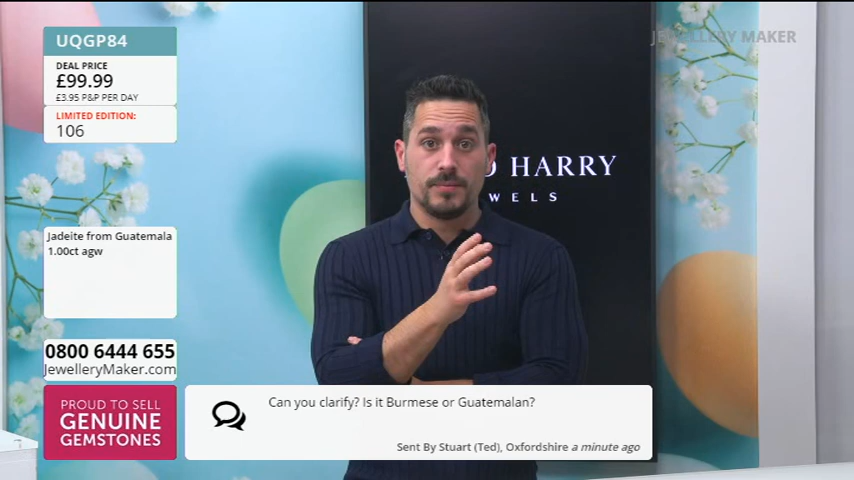 UQGP84
DEAL PRICE
£99.99
£3.95 P&P PER DAY
LIMITED EDITION:
106
JEWELLERY MAKER
HARRY
WELS
Jadeite from Guatemala
1.00ct agw
0800 6444 655
JewelleryMaker.com
PROUD TO SELL
GENUINE
GEMSTONES
Can you clarify? Is it Burmese or Guatemalan?
Sent By Stuart (Ted), Oxfordshire a minute ago